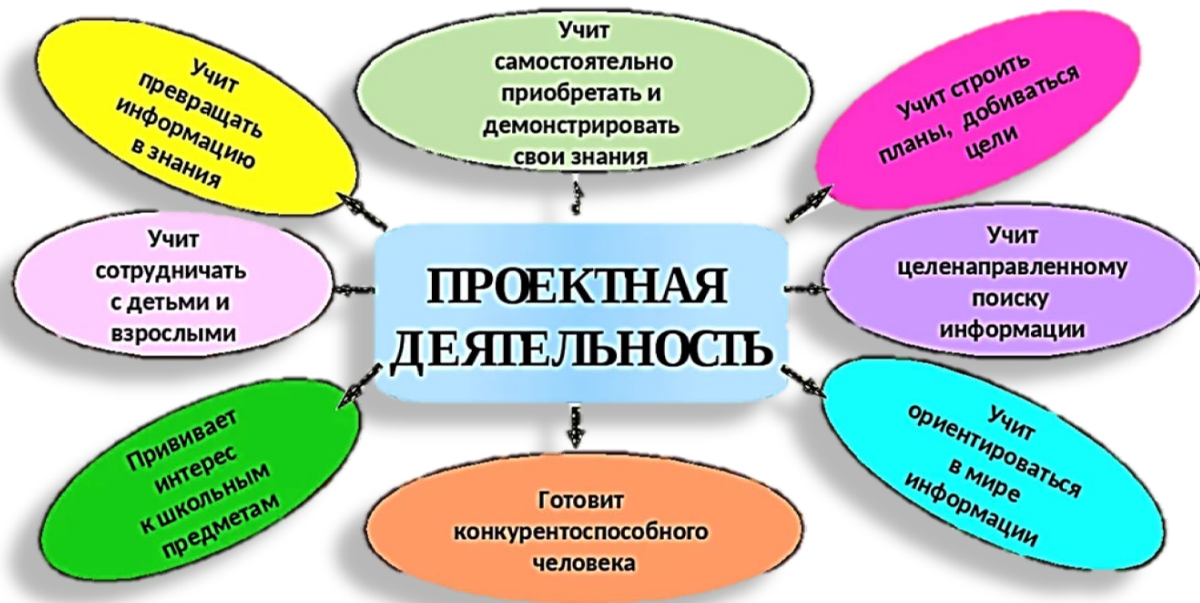 Учит
превращать
информацию
в знания
Учит
самостоятельно
приобретать и
демонстрировать
свои знания
Учит строить
планы, добиваться
цели
Учит
сотрудничать
с детьми и
взрослыми
ПРОЕКТНАЯ
ДЕЯТЕЛЬНОСТЬ
Учит
целенаправленному
поиску
информации
Прививает
интерес
к школьным
предметам
Готовит
конкурентоспособного
человека
Учит
ориентироваться
в мире
информации